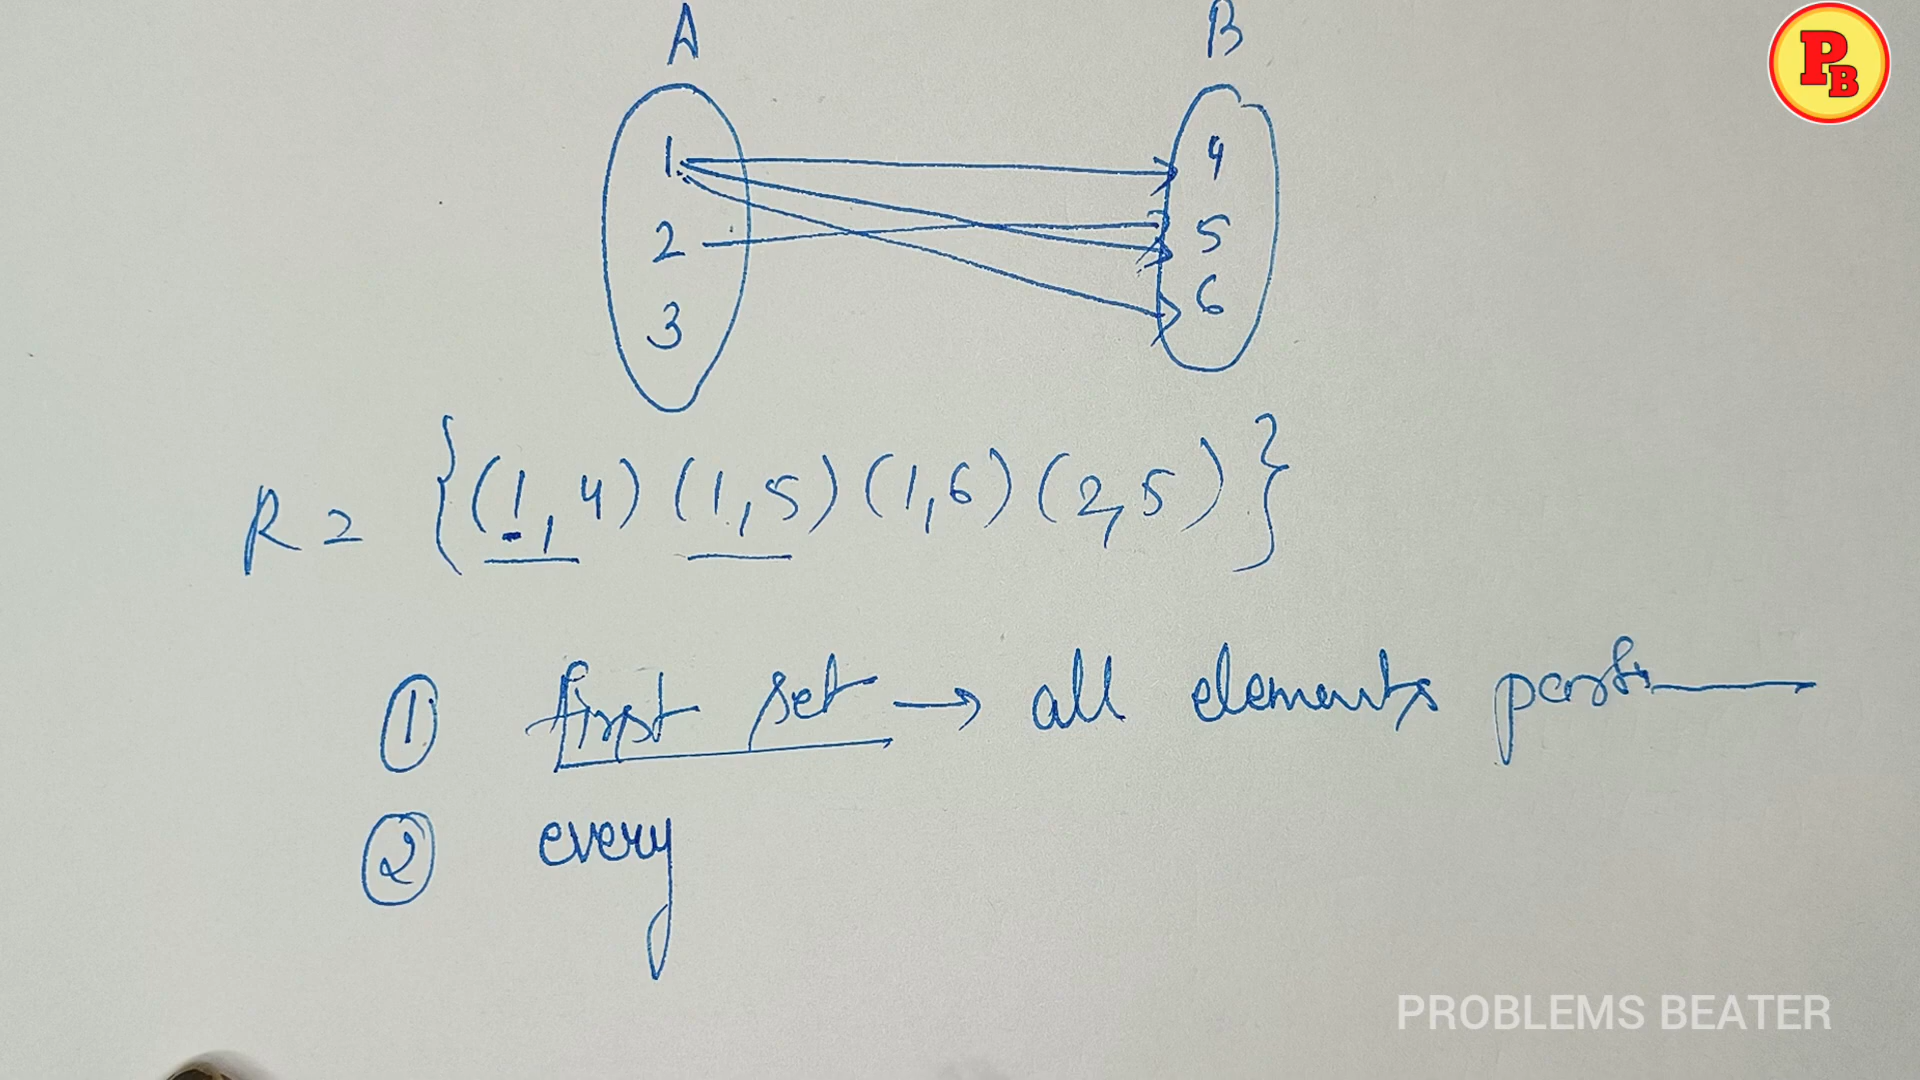 A B
PB
1 4
2 5
3 6
R = {(1,4) (1,5) (1,6) (2,5)}
① first set → all elements
② every
PROBLEMS BEATER